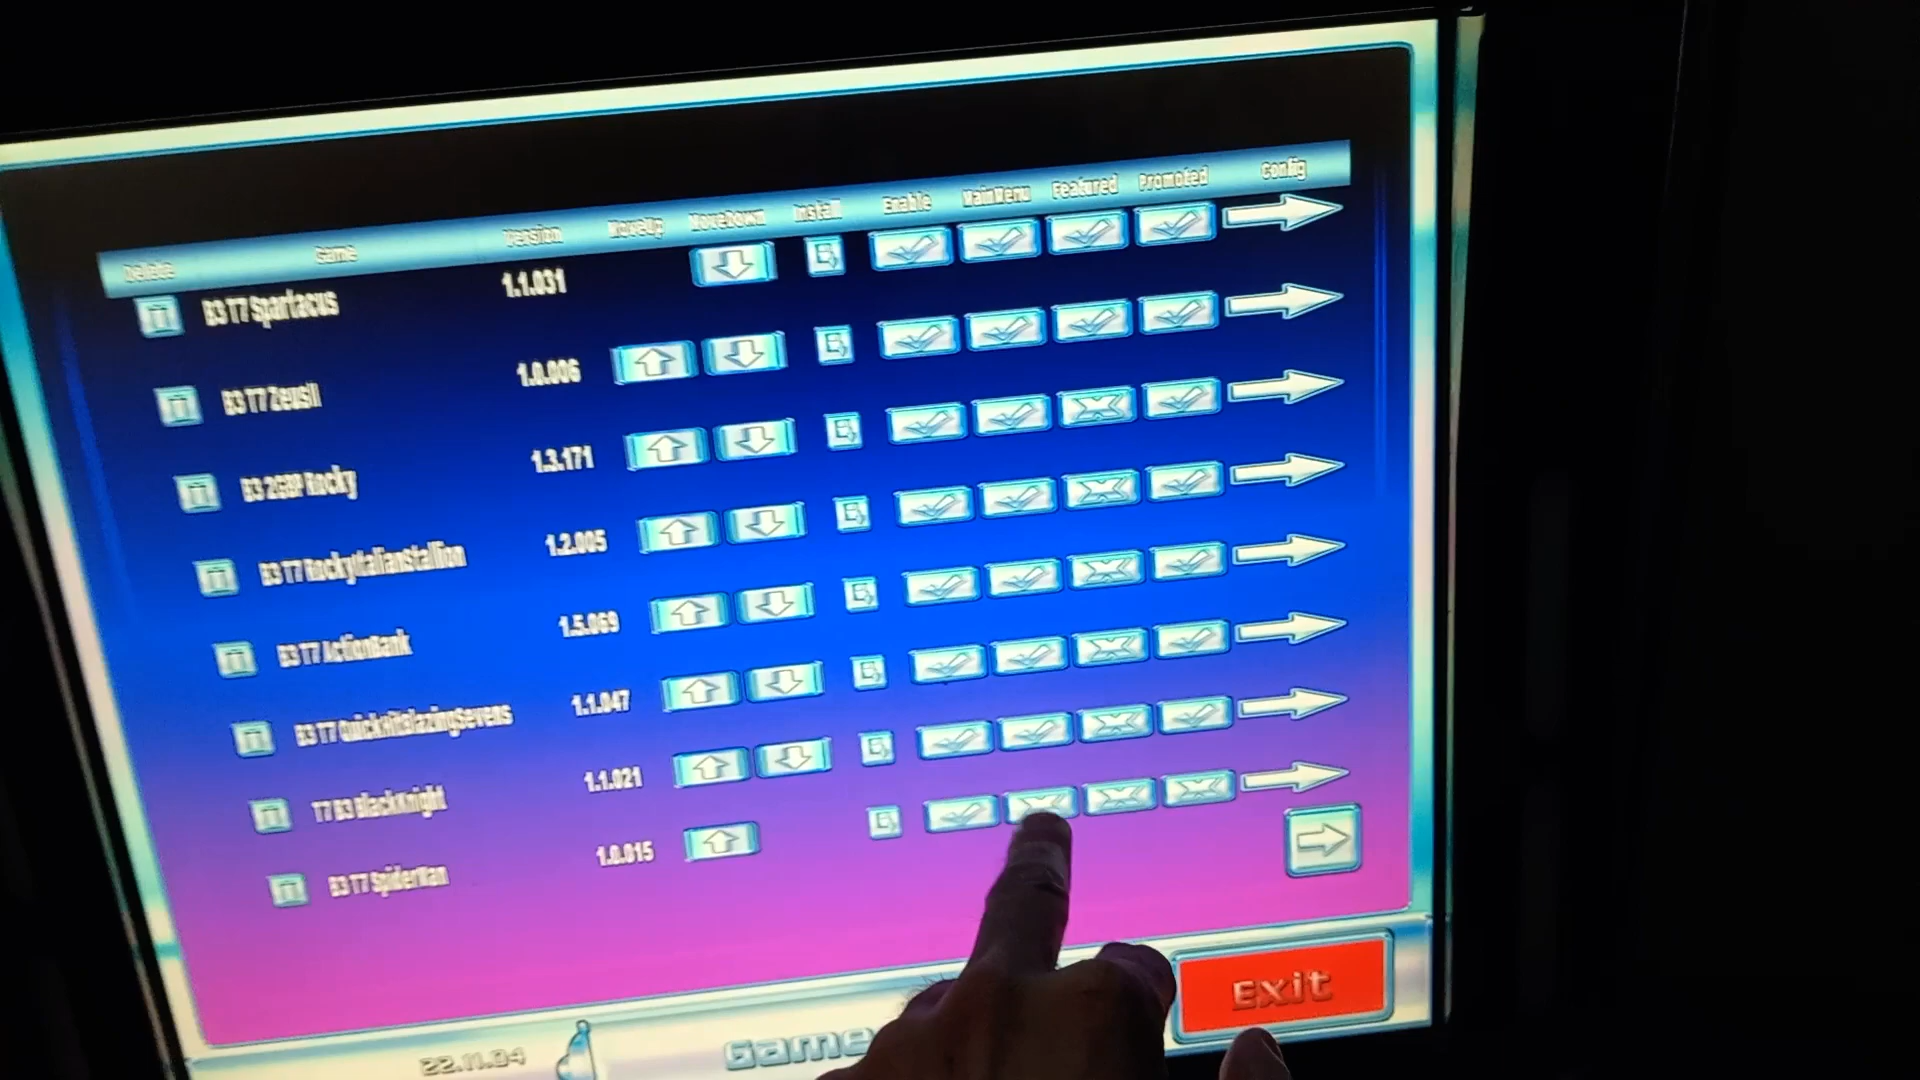 Delete Game Version MoveUp MoveDown Install Enable MainMenu Featured Promoted Config
B3 T7 Spartacus 1.1.031
B3 T7 ZeusII 1.0.006
B3 2GBP Rocky 1.3.171
B3 T7 RockyItalianStallion 1.2.005
B3 T7 ActionBank 1.5.069
B3 T7 QuickHitBlazingSevens 1.1.047
T7 B3 BlackKnight 1.1.021
B3 T7 SpiderMan 1.0.015
Exit
22.11.04 Game